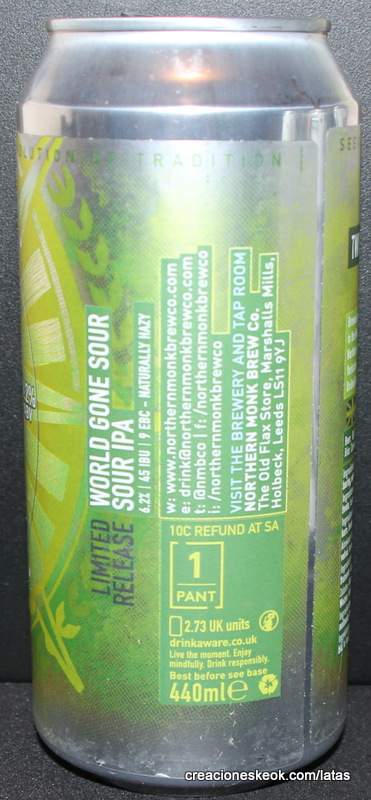 LUTION OF TRADITION |
SEE
LIMITED
RELEASE
WORLD GONE SOUR
SOUR IPA
6.2% | 45 IBU | 9 EBC - NATURALLY HAZY
w: www.northernmonkbrewco.com
e: drink@northernmonkbrewco.com
t: @nmbco | f: /northernmonkbrewco
i: /northernmonkbrewco
VISIT THE BREWERY AND TAP ROOM
NORTHERN MONK BREW Co.
The Old Flax Store, Marshalls Mills,
Holbeck, Leeds LS11 9YJ
10C REFUND AT SA
1
PANT
2.73 UK units
drinkaware.co.uk
Live the moment. Enjoy
mindfully. Drink responsibly.
Best before see base
440ml e
creacioneskeok.com/latas